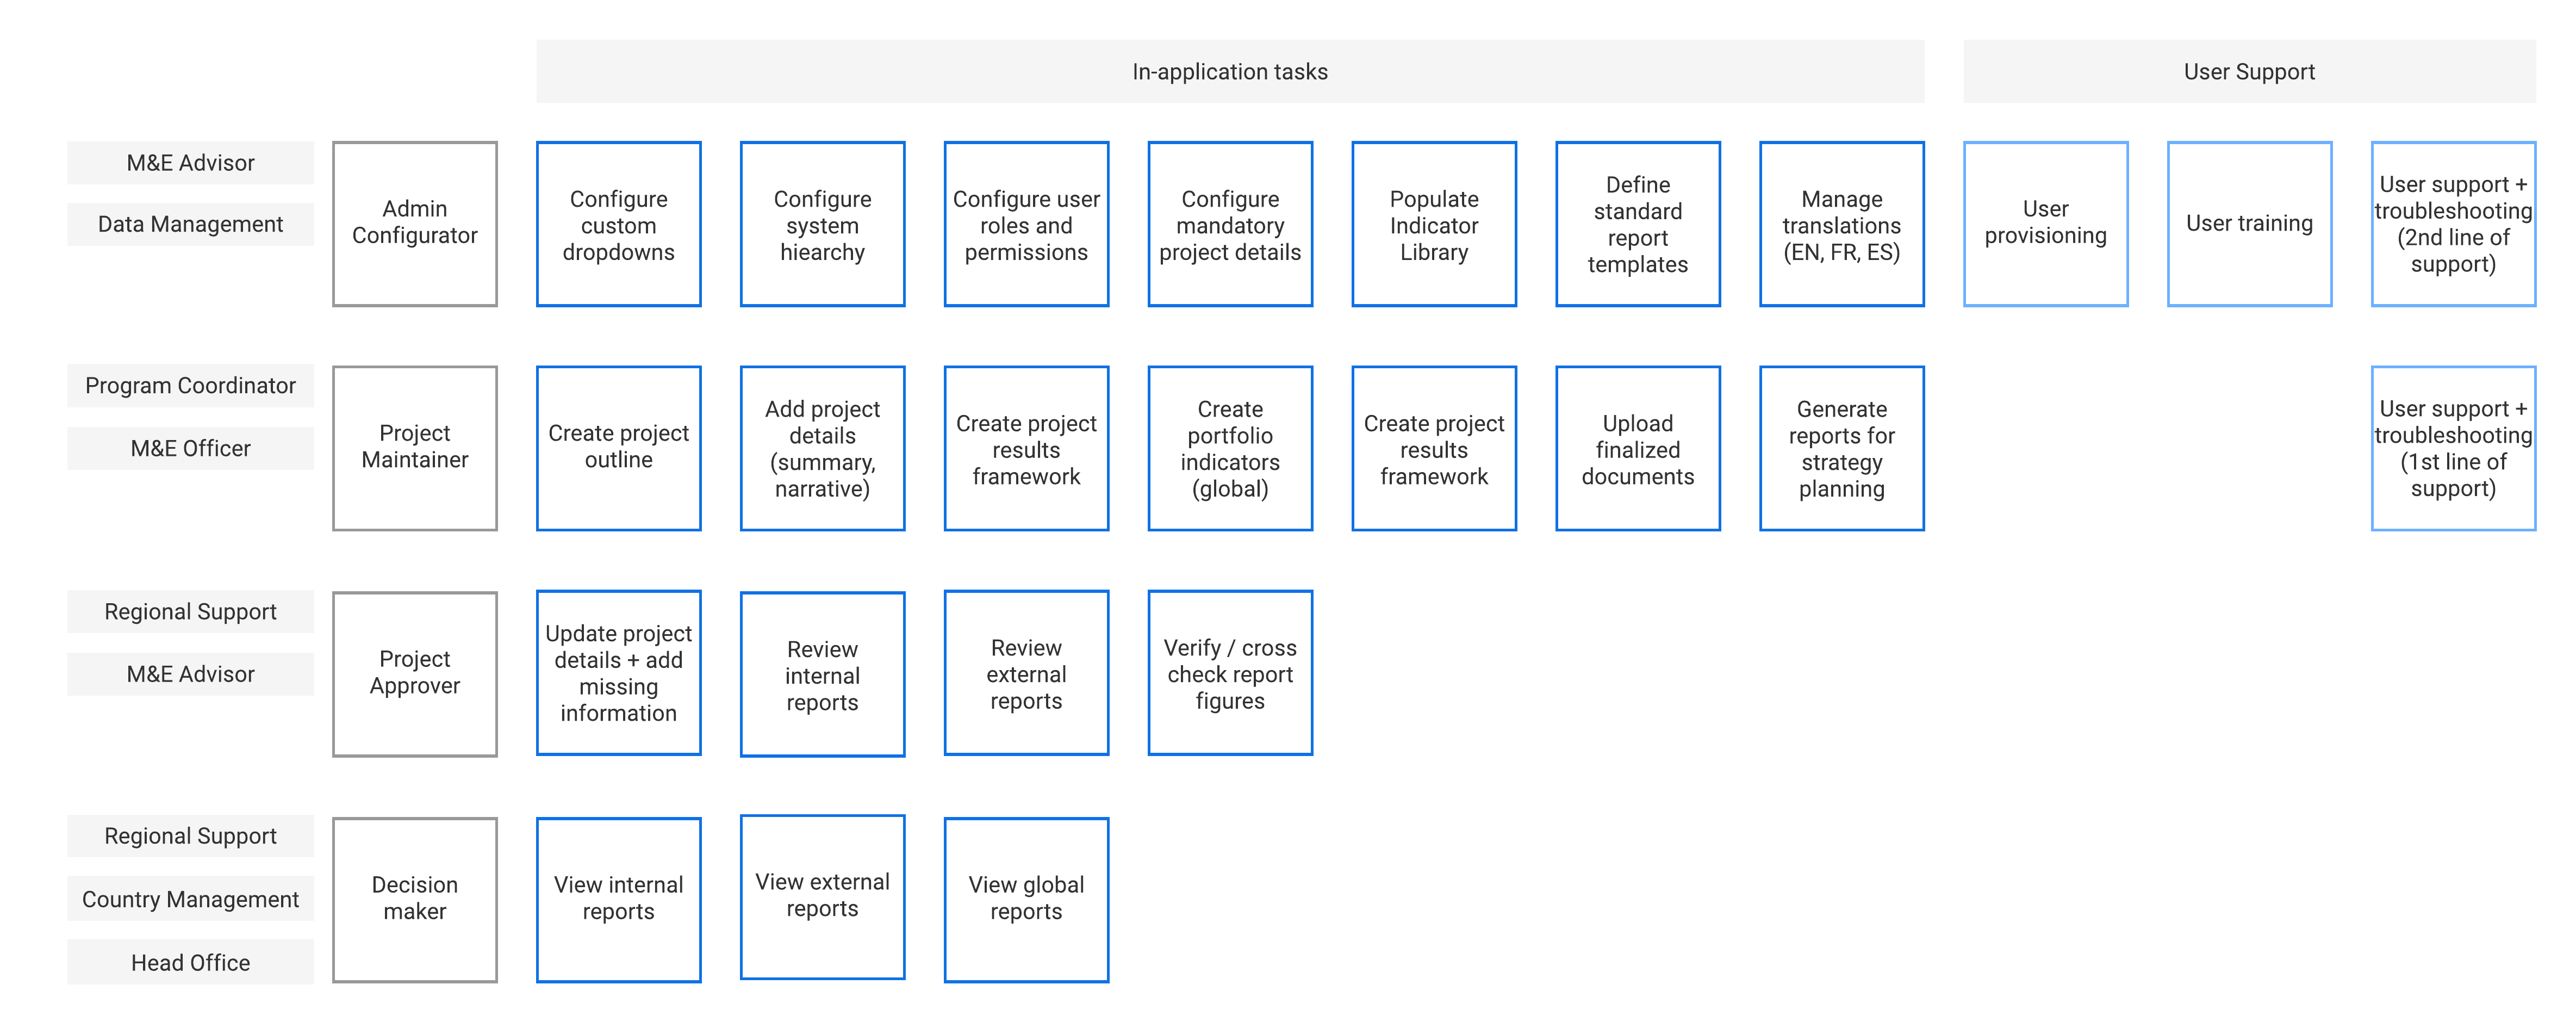 In-application tasks
User Support
M&E Advisor
Data Management
Admin
Configurator
Configure
custom
dropdowns
Configure
system
hiearchy
Configure user
roles and
permissions
Configure
mandatory
project details
Populate
Indicator
Library
Define
standard
report
templates
Manage
translations
(EN, FR, ES)
User
provisioning
User training
User support +
troubleshooting
(2nd line of
support)
Program Coordinator
M&E Officer
Project
Maintainer
Create project
outline
Add project
details
(summary,
narrative)
Create project
results
framework
Create
portfolio
indicators
(global)
Create project
results
framework
Upload
finalized
documents
Generate
reports for
strategy
planning
User support +
troubleshooting
(1st line of
support)
Regional Support
M&E Advisor
Project
Approver
Update project
details + add
missing
information
Review
internal
reports
Review
external
reports
Verify / cross
check report
figures
Regional Support
Country Management
Head Office
Decision
maker
View internal
reports
View external
reports
View global
reports